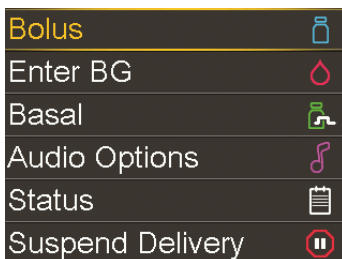 Bolus
Enter BG
Basal
Audio Options
Status
Suspend Delivery